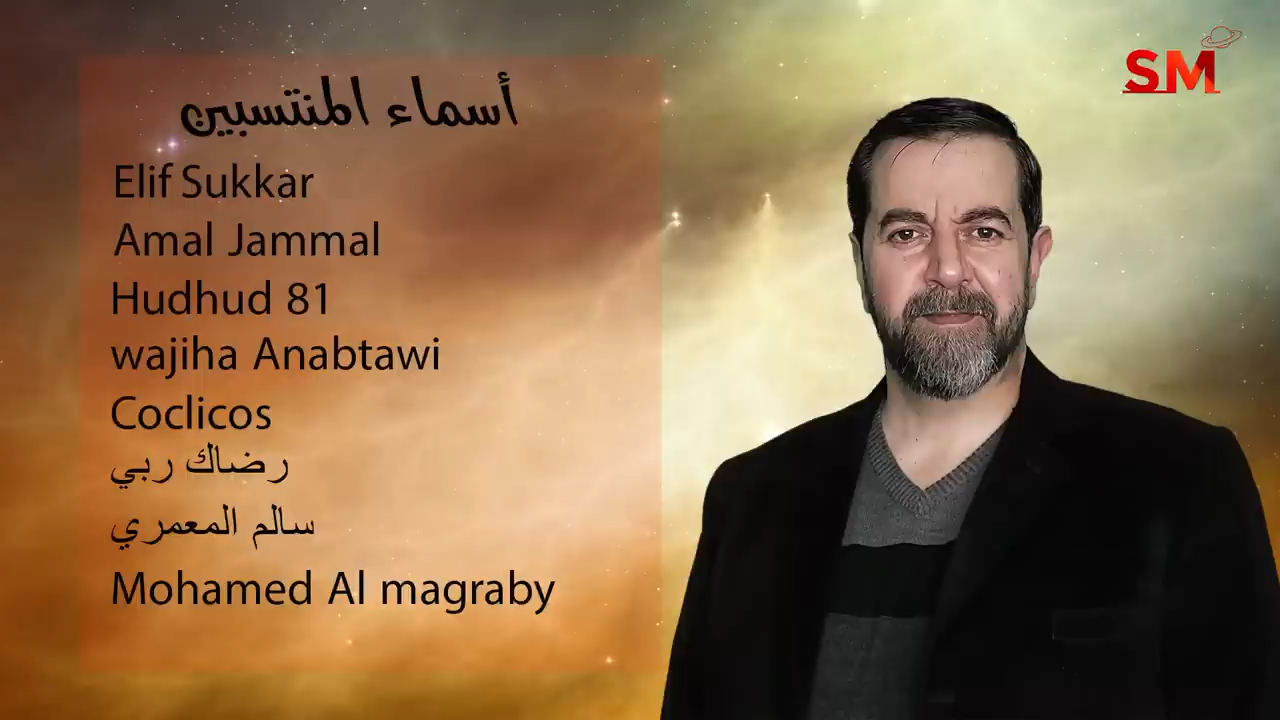 SM
أسماء المنتسبين
Elif Sukkar
Amal Jammal
Hudhud 81
wajiha Anabtawi
Coclicos
رضاك ربي
سالم المعمري
Mohamed Al magraby